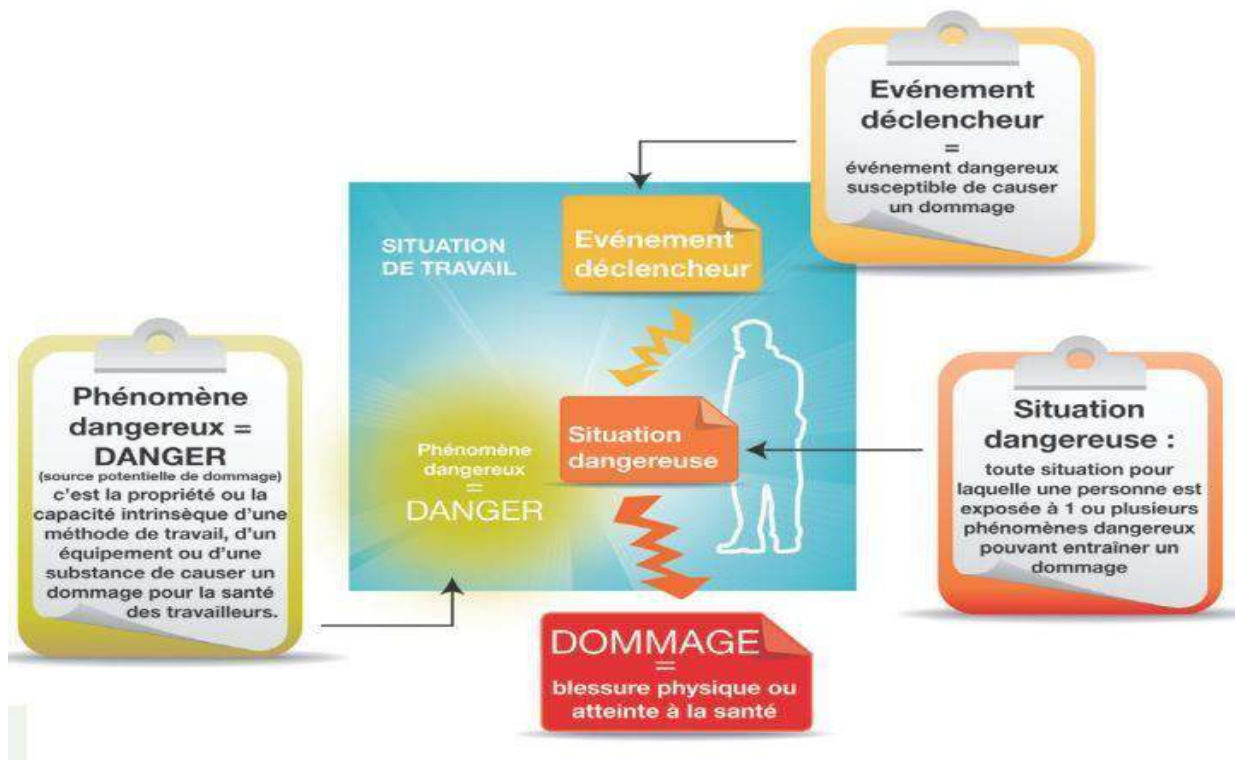 Evénement
déclencheur
=
événement dangereux
susceptible de causer
un dommage
SITUATION
DE TRAVAIL
Evénement
déclencheur
Phénomène
dangereux =
DANGER
(source potentielle de dommage)
c'est la propriété ou la
capacité intrinsèque d'une
méthode de travail, d'un
équipement ou d'une
substance de causer un
dommage pour la santé
des travailleurs.
Phénomène
dangereux
=
DANGER
Situation
dangereuse
Situation
dangereuse :
toute situation pour
laquelle une personne est
exposée à 1 ou plusieurs
phénomènes dangereux
pouvant entraîner un
dommage
DOMMAGE
=
blessure physique ou
atteinte à la santé